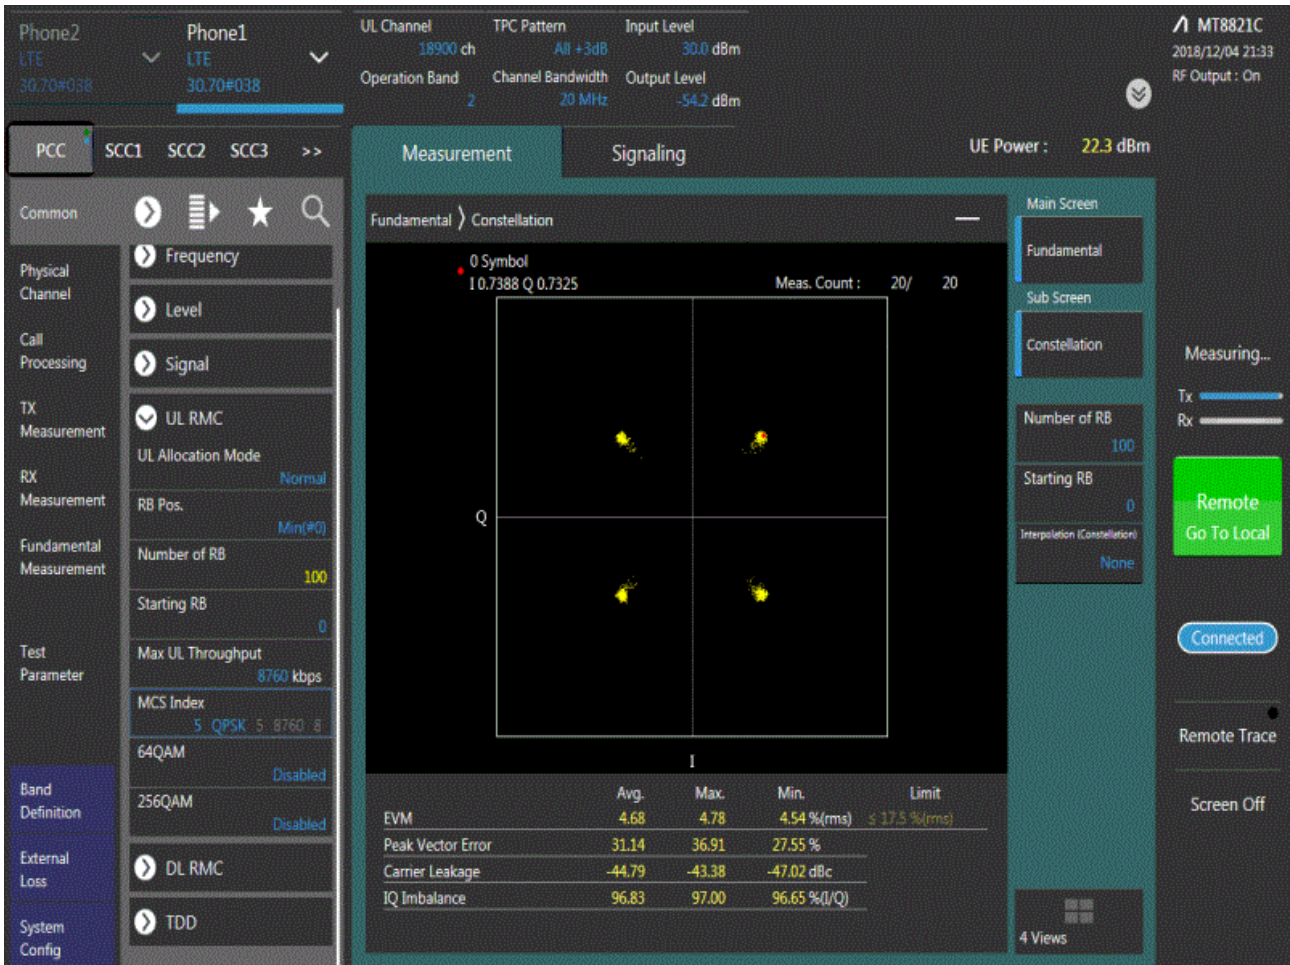 Phone2
LTE
30.70#038
Phone1
LTE
30.70#038
UL Channel
18900 ch
TPC Pattern
All +3dB
Input Level
30.0 dBm
Operation Band
2
Channel Bandwidth
20 MHz
Output Level
-54.2 dBm
MT8821C
2018/12/04 21:33
RF Output : On
PCC SCC1 SCC2 SCC3 >>
Measurement
Signaling
UE Power : 22.3 dBm
Common
Physical
Channel
Call
Processing
TX
Measurement
RX
Measurement
Fundamental
Measurement
Test
Parameter
Band
Definition
External
Loss
System
Config
Frequency
Level
Signal
UL RMC
UL Allocation Mode
Normal
RB Pos.
Min(#0)
Number of RB
100
Starting RB
0
Max UL Throughput
8760 kbps
MCS Index
5 QPSK 5 8760 8
64QAM
Disabled
256QAM
Disabled
DL RMC
TDD
Fundamental 〉 Constellation
0 Symbol
I 0.7388 Q 0.7325
Meas. Count : 20/ 20
Q
I
Avg. Max. Min. Limit
EVM 4.68 4.78 4.54 %(rms) ≤ 17.5 %(rms)
Peak Vector Error 31.14 36.91 27.55 %
Carrier Leakage -44.79 -43.38 -47.02 dBc
IQ Imbalance 96.83 97.00 96.65 %(I/Q)
Main Screen
Fundamental
Sub Screen
Constellation
Number of RB
100
Starting RB
0
Interpolation (Constellation)
None
4 Views
Measuring...
Tx
Rx
Remote
Go To Local
Connected
Remote Trace
Screen Off